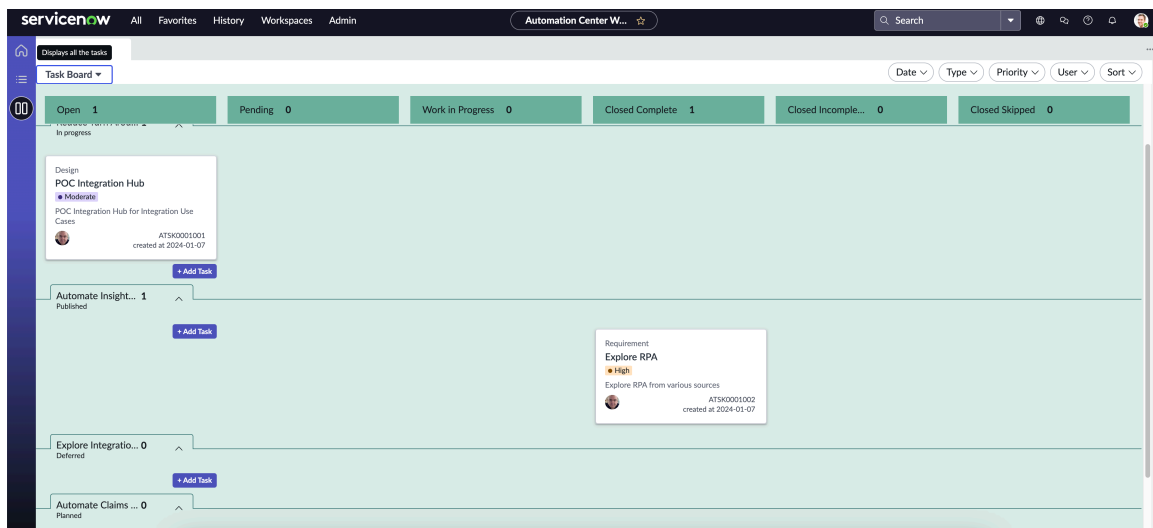 servicenow All Favorites History Workspaces Admin Automation Center W... Search
Displays all the tasks
Task Board Date Type Priority User Sort
Open 1 Pending 0 Work in Progress 0 Closed Complete 1 Closed Incomple... 0 Closed Skipped 0
In progress
Design
POC Integration Hub
Moderate
POC Integration Hub for Integration Use
Cases
ATSK0001001
created at 2024-01-07
+ Add Task
Automate Insight... 1
Published
+ Add Task
Requirement
Explore RPA
High
Explore RPA from various sources
ATSK0001002
created at 2024-01-07
Explore Integratio... 0
Deferred
+ Add Task
Automate Claims ... 0
Planned